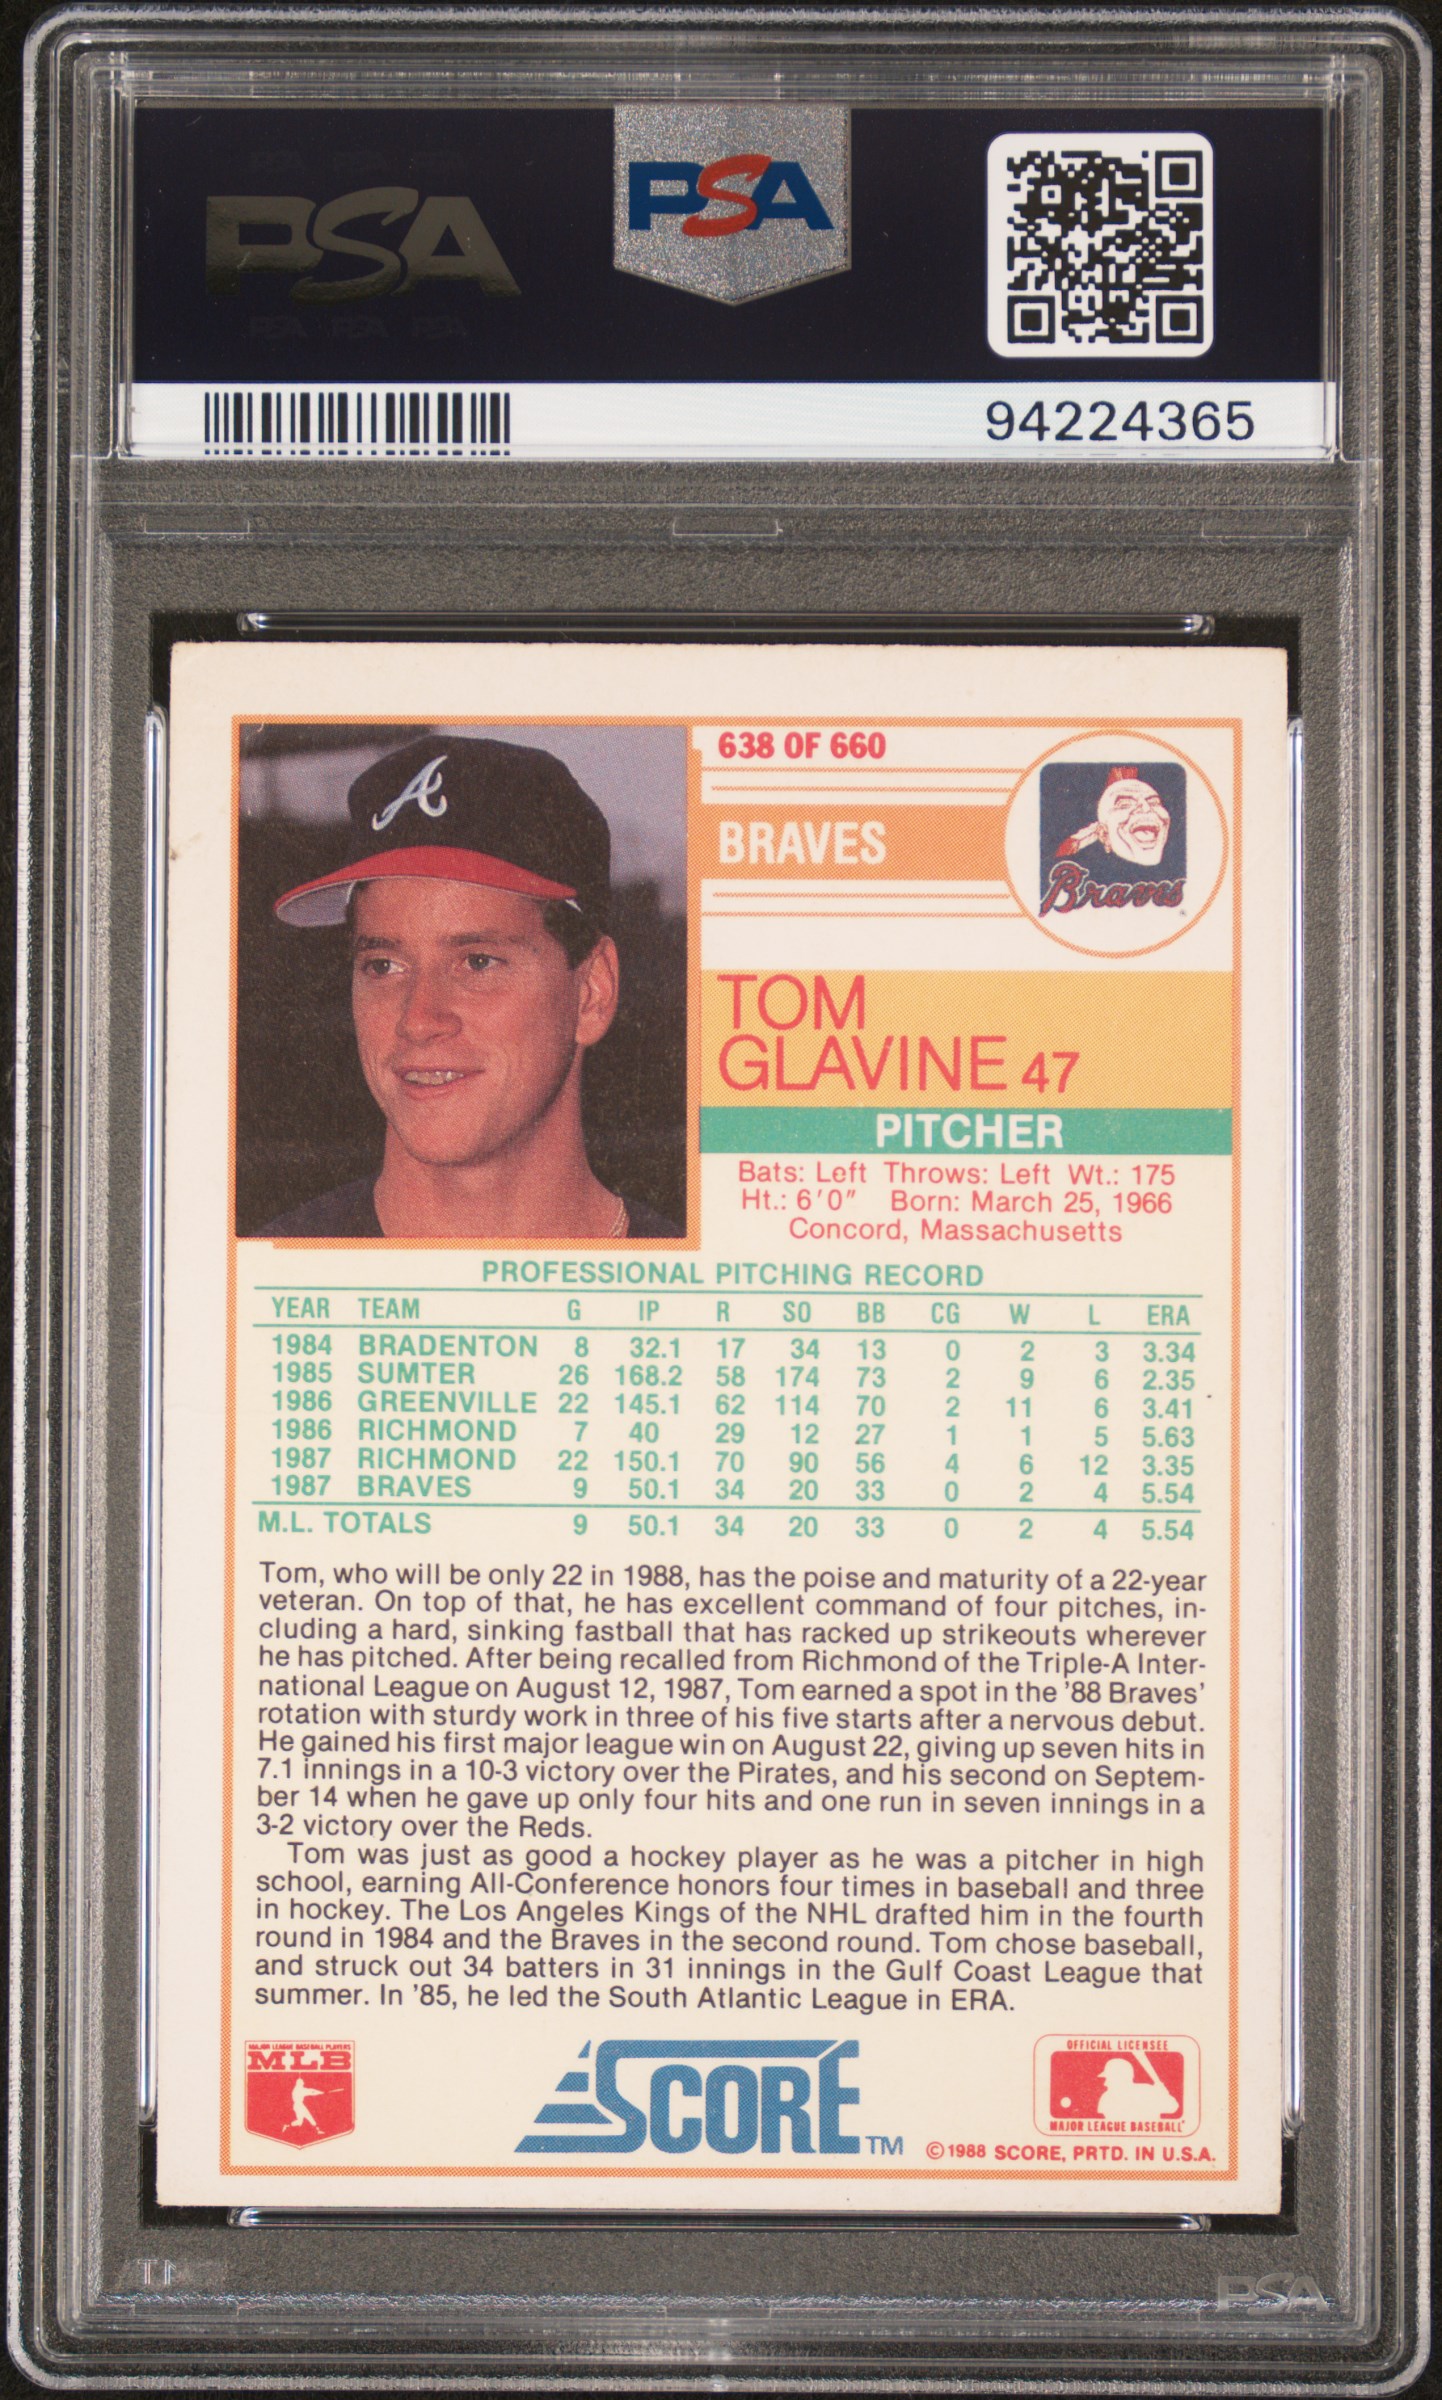 PSA
PSA
94224365
638 OF 660
BRAVES
Braves
TOM
GLAVINE 47
PITCHER
Bats: Left Throws: Left Wt.: 175
Ht.: 6'0" Born: March 25, 1966
Concord, Massachusetts
PROFESSIONAL PITCHING RECORD
YEAR TEAM G IP R SO BB CG W L ERA
1984 BRADENTON 8 32.1 17 34 13 0 2 3 3.34
1985 SUMTER 26 168.2 58 174 73 2 9 6 2.35
1986 GREENVILLE 22 145.1 62 114 70 2 11 6 3.41
1986 RICHMOND 7 40 29 12 27 1 1 5 5.63
1987 RICHMOND 22 150.1 70 90 56 4 6 12 3.35
1987 BRAVES 9 50.1 34 20 33 0 2 4 5.54
M.L. TOTALS 9 50.1 34 20 33 0 2 4 5.54
Tom, who will be only 22 in 1988, has the poise and maturity of a 22-year
veteran. On top of that, he has excellent command of four pitches, in-
cluding a hard, sinking fastball that has racked up strikeouts wherever
he has pitched. After being recalled from Richmond of the Triple-A Inter-
national League on August 12, 1987, Tom earned a spot in the '88 Braves'
rotation with sturdy work in three of his five starts after a nervous debut.
He gained his first major league win on August 22, giving up seven hits in
7.1 innings in a 10-3 victory over the Pirates, and his second on Septem-
ber 14 when he gave up only four hits and one run in seven innings in a
3-2 victory over the Reds.
Tom was just as good a hockey player as he was a pitcher in high
school, earning All-Conference honors four times in baseball and three
in hockey. The Los Angeles Kings of the NHL drafted him in the fourth
round in 1984 and the Braves in the second round. Tom chose baseball,
and struck out 34 batters in 31 innings in the Gulf Coast League that
summer. In '85, he led the South Atlantic League in ERA.
MAJOR LEAGUE BASEBALL PLAYERS
MLB
SCORE TM
OFFICIAL LICENSEE
MAJOR LEAGUE BASEBALL
©1988 SCORE, PRTD. IN U.S.A.
PSA